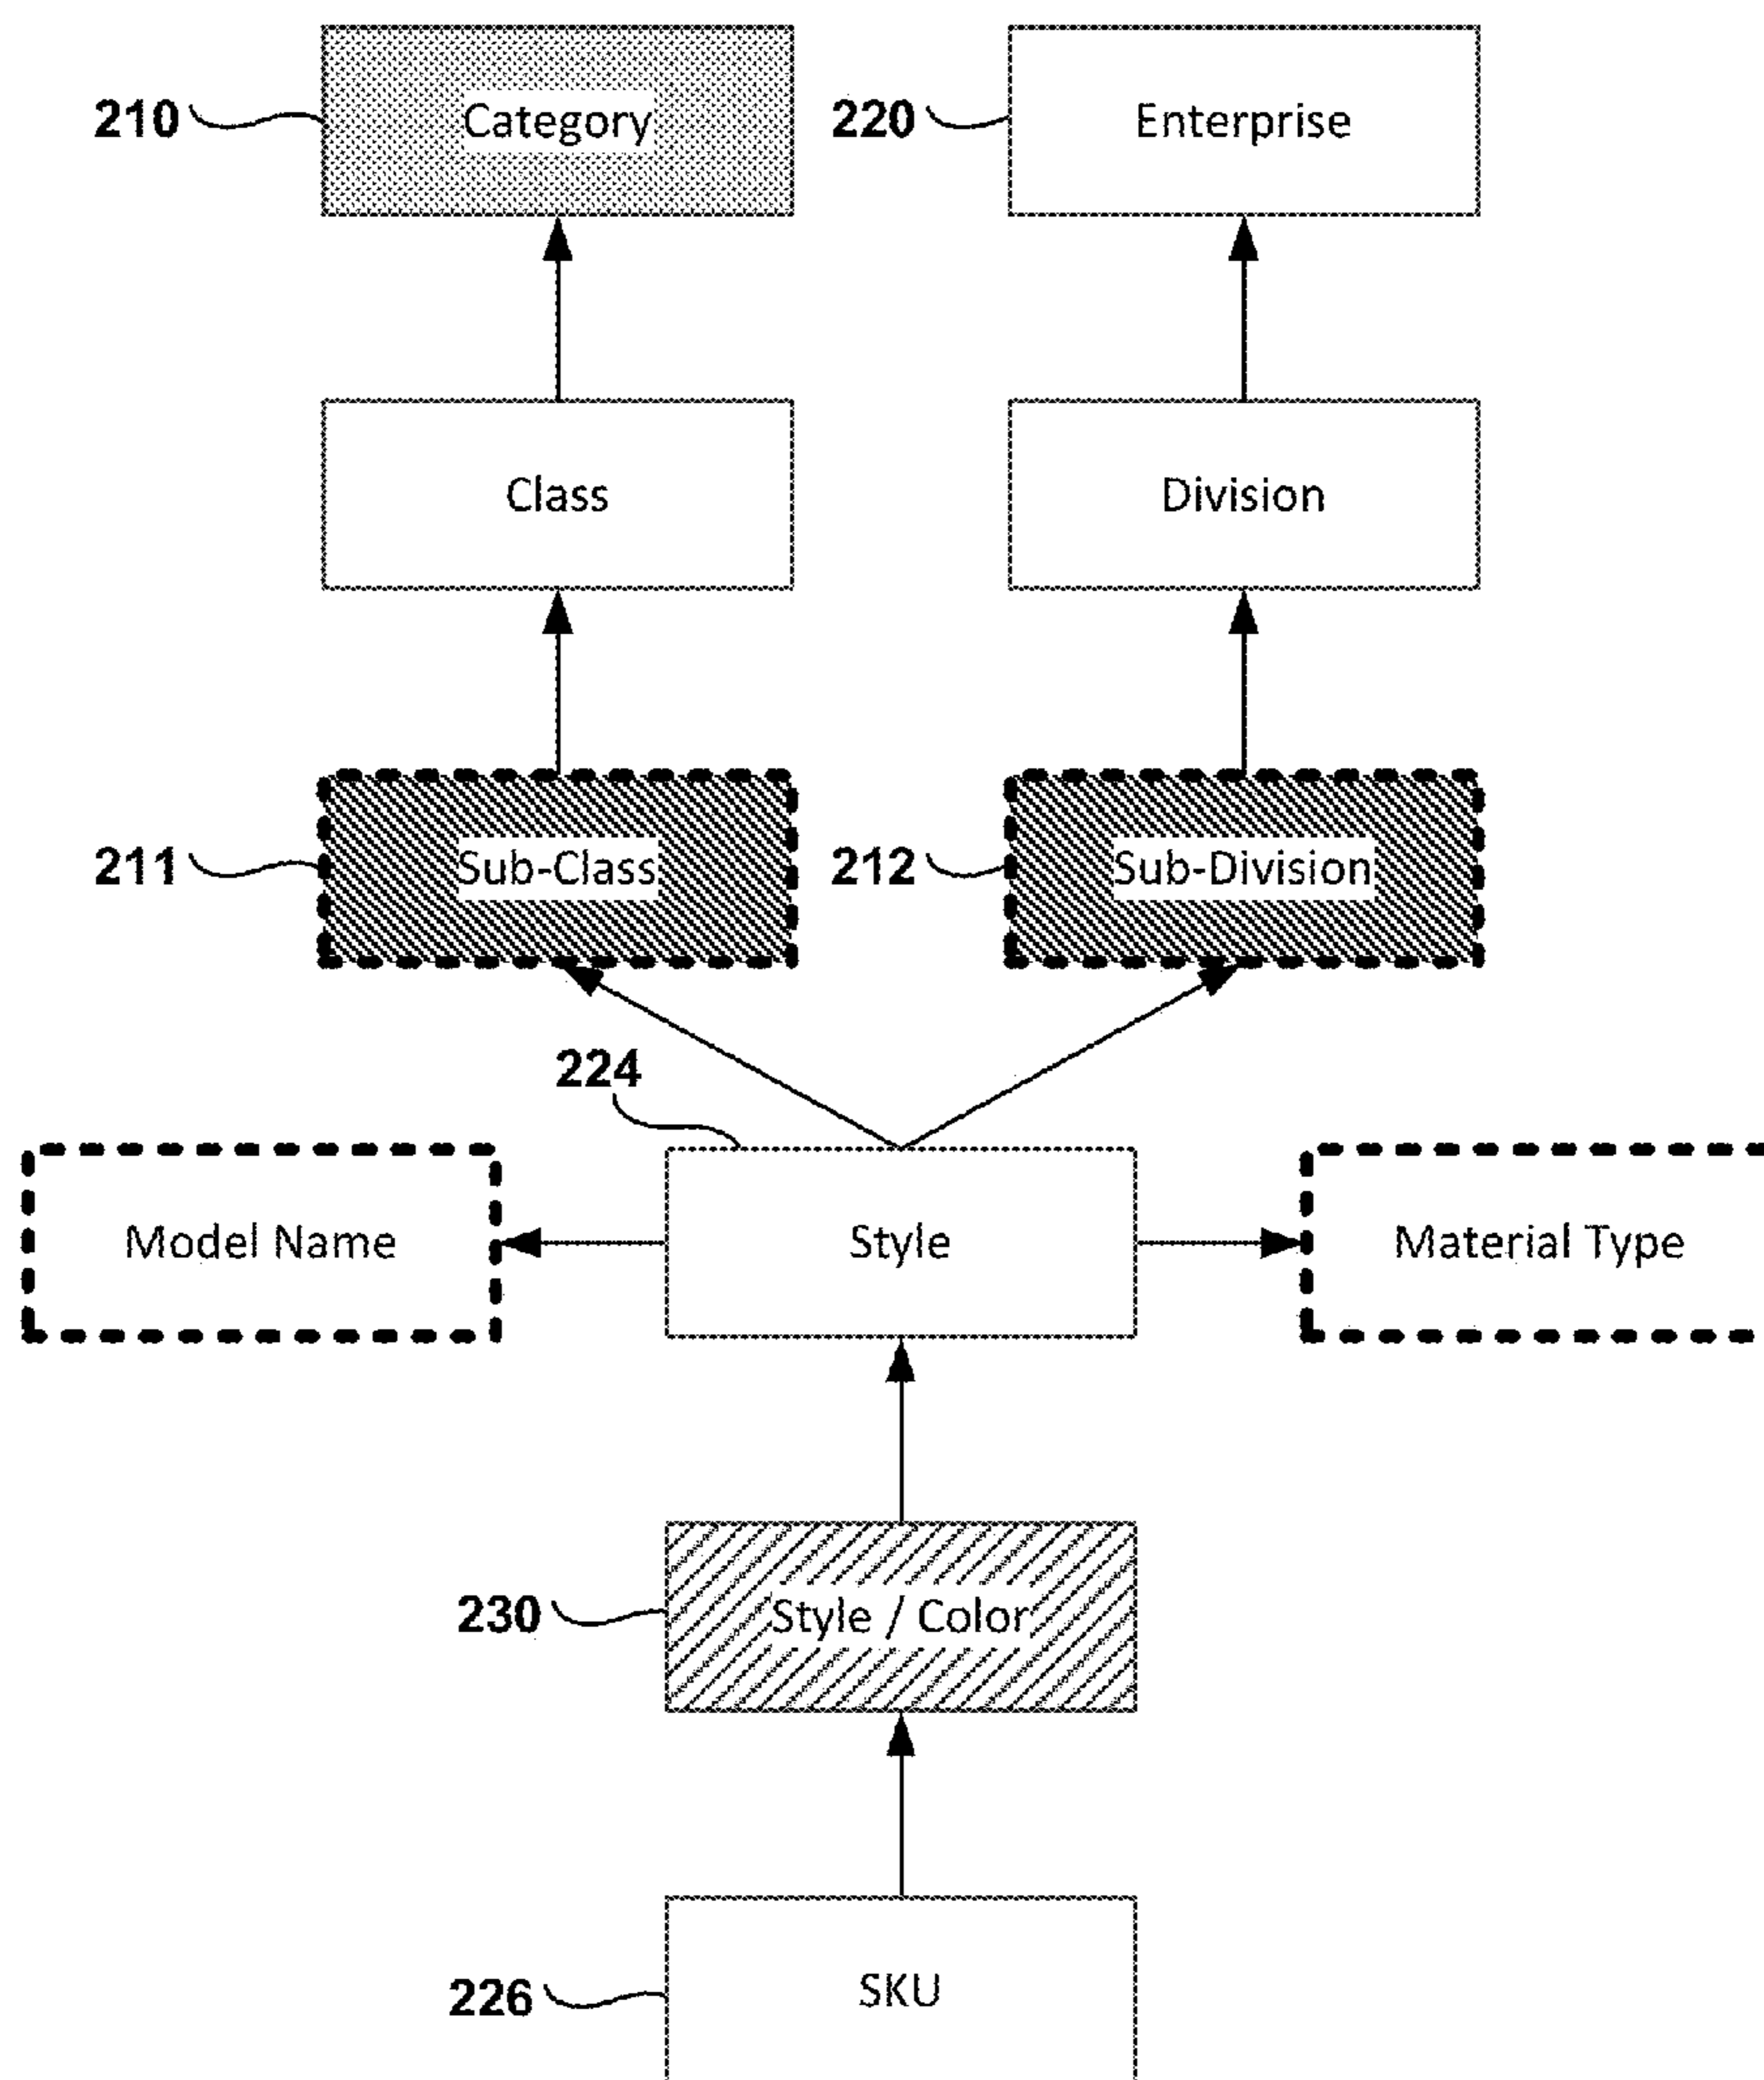 210 Category 220 Enterprise
Class Division
211 Sub-Class 212 Sub-Division
224
Model Name Style Material Type
230 Style / Color
226 SKU